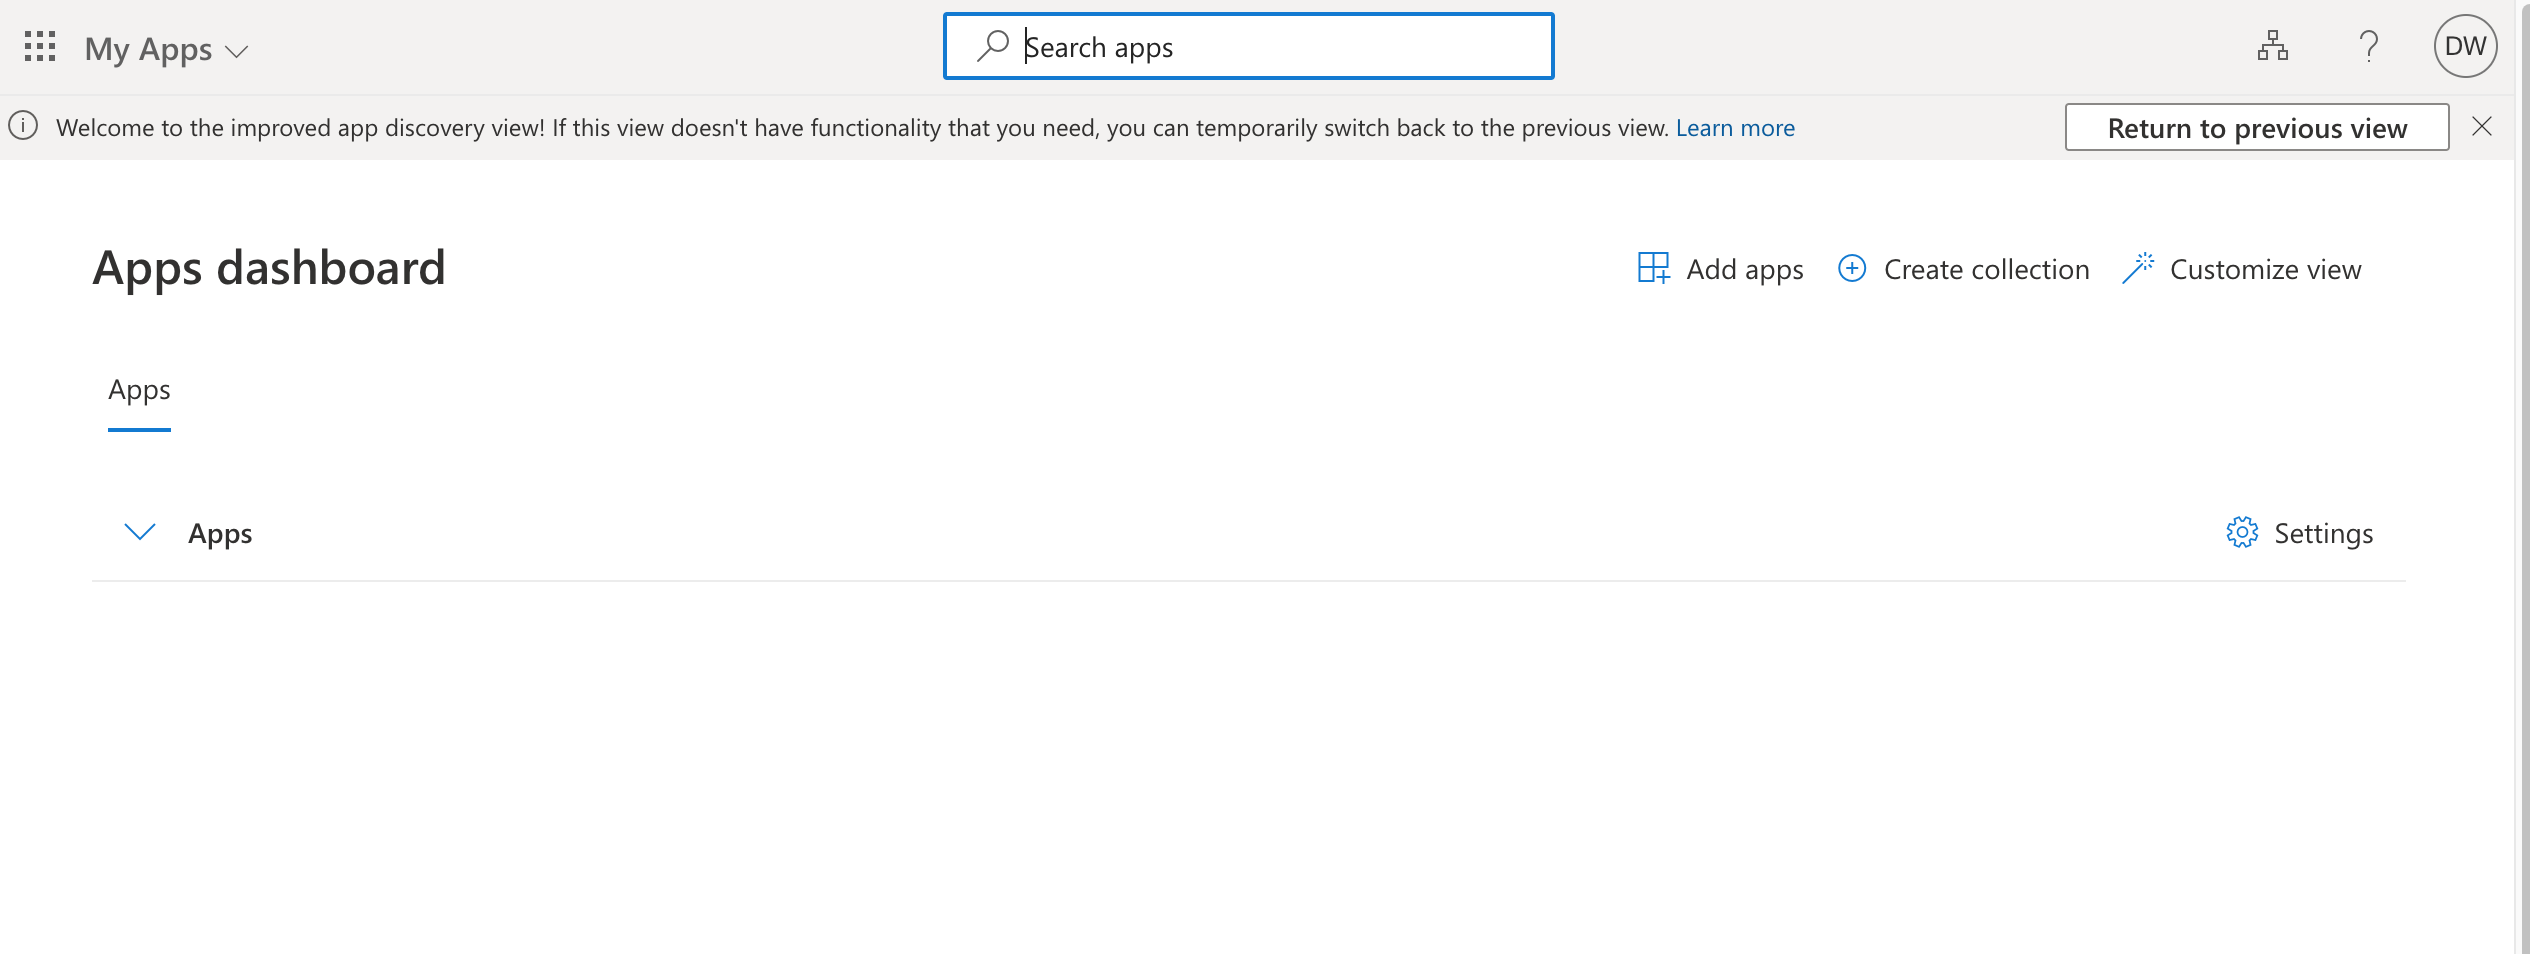 My Apps
Search apps
DW
Welcome to the improved app discovery view! If this view doesn't have functionality that you need, you can temporarily switch back to the previous view. Learn more
Return to previous view
Apps dashboard
Add apps
Create collection
Customize view
Apps
Apps
Settings